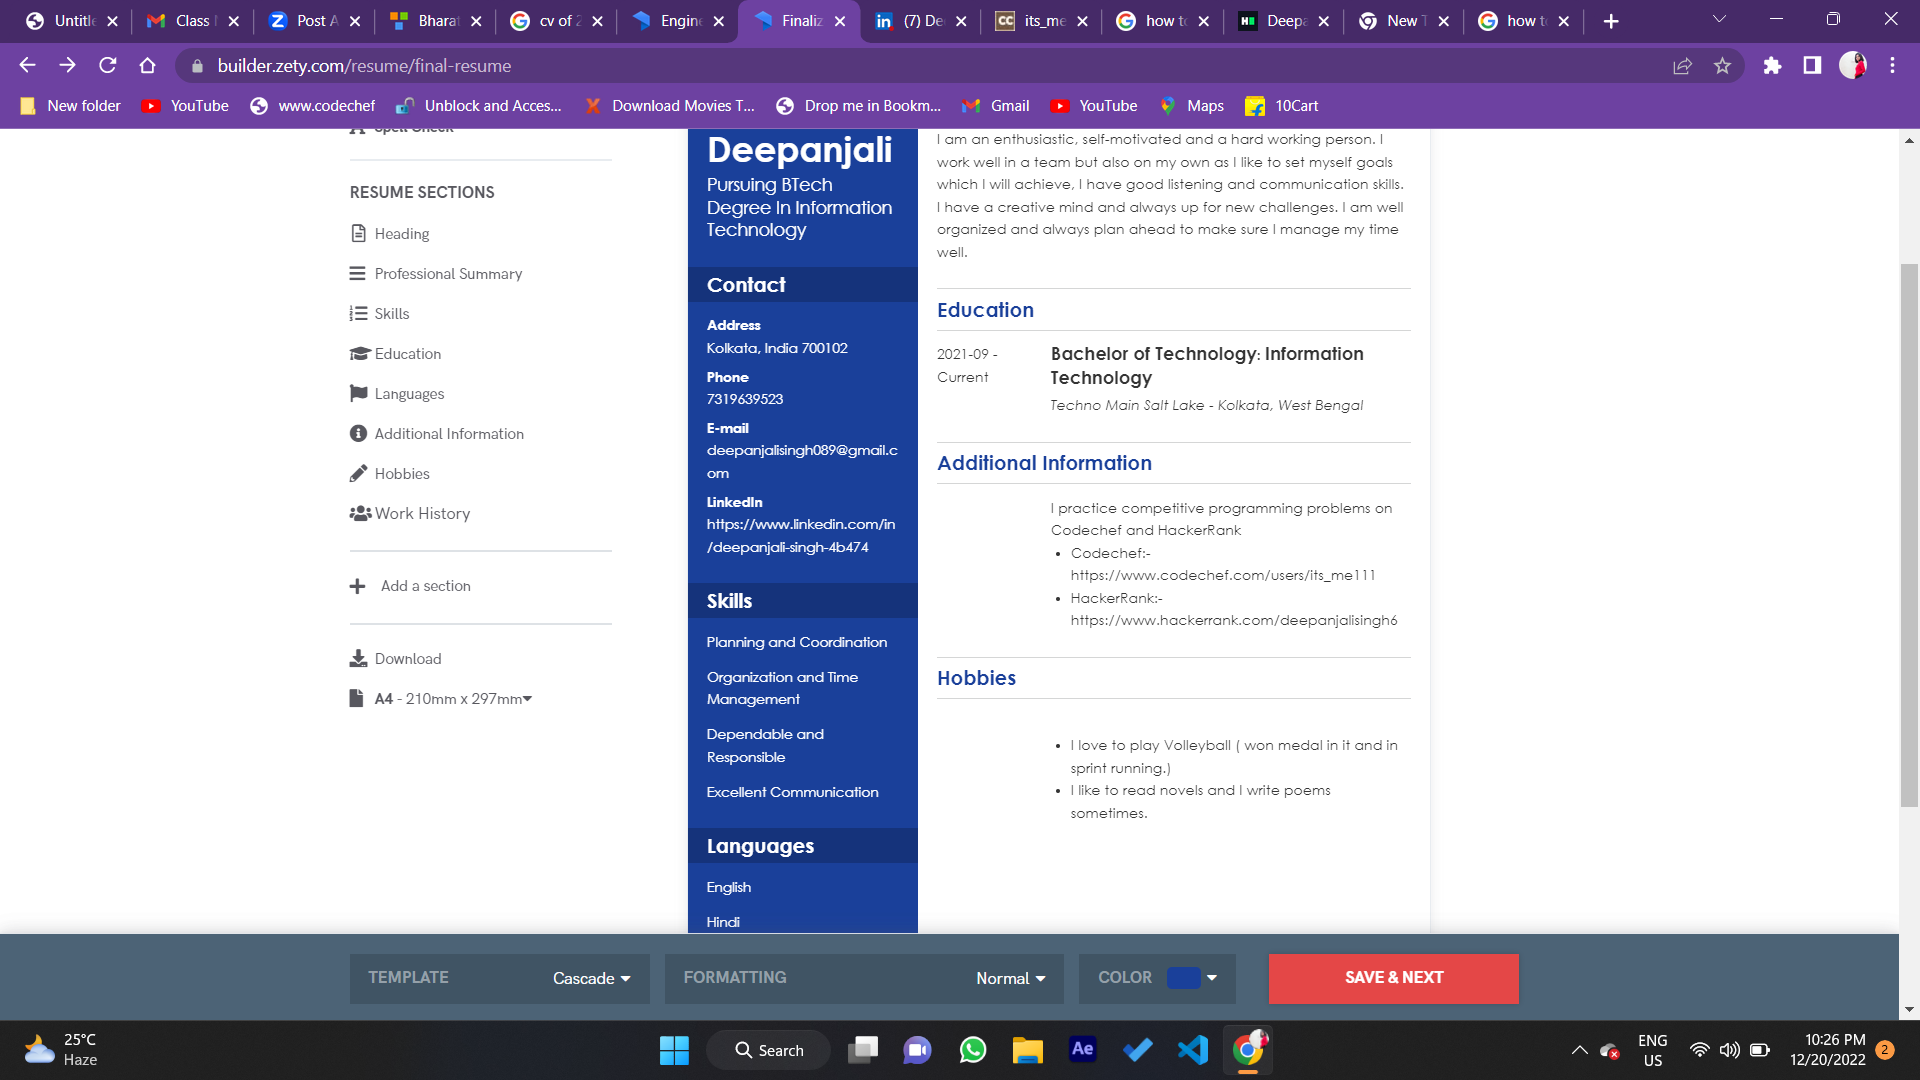 Untitle
Class N
Post A
Bharat
cv of 2
Engine
Finaliz
(7) De
its_me
how to
Deepa
New T
how to
builder.zety.com/resume/final-resume
New folder
YouTube
www.codechef
Unblock and Acces...
Download Movies T...
Drop me in Bookm...
Gmail
YouTube
Maps
10Cart
Spell Check
RESUME SECTIONS
Heading
Professional Summary
Skills
Education
Languages
Additional Information
Hobbies
Work History
Add a section
Download
A4 - 210mm x 297mm
Deepanjali
Pursuing BTech
Degree In Information
Technology
Contact
Address
Kolkata, India 700102
Phone
7319639523
E-mail
deepanjalisingh089@gmail.c
om
LinkedIn
https://www.linkedin.com/in
/deepanjali-singh-4b474
Skills
Planning and Coordination
Organization and Time
Management
Dependable and
Responsible
Excellent Communication
Languages
English
Hindi
I am an enthusiastic, self-motivated and a hard working person. I
work well in a team but also on my own as I like to set myself goals
which I will achieve, I have good listening and communication skills.
I have a creative mind and always up for new challenges. I am well
organized and always plan ahead to make sure I manage my time
well.
Education
2021-09 -
Current
Bachelor of Technology: Information
Technology
Techno Main Salt Lake - Kolkata, West Bengal
Additional Information
I practice competitive programming problems on
Codechef and HackerRank
• Codechef:-
https://www.codechef.com/users/its_me111
• HackerRank:-
https://www.hackerrank.com/deepanjalisingh6
Hobbies
• I love to play Volleyball ( won medal in it and in
sprint running.)
• I like to read novels and I write poems
sometimes.
TEMPLATE
Cascade
FORMATTING
Normal
COLOR
SAVE & NEXT
25°C
Haze
Search
Ae
ENG
US
10:26 PM
12/20/2022
2